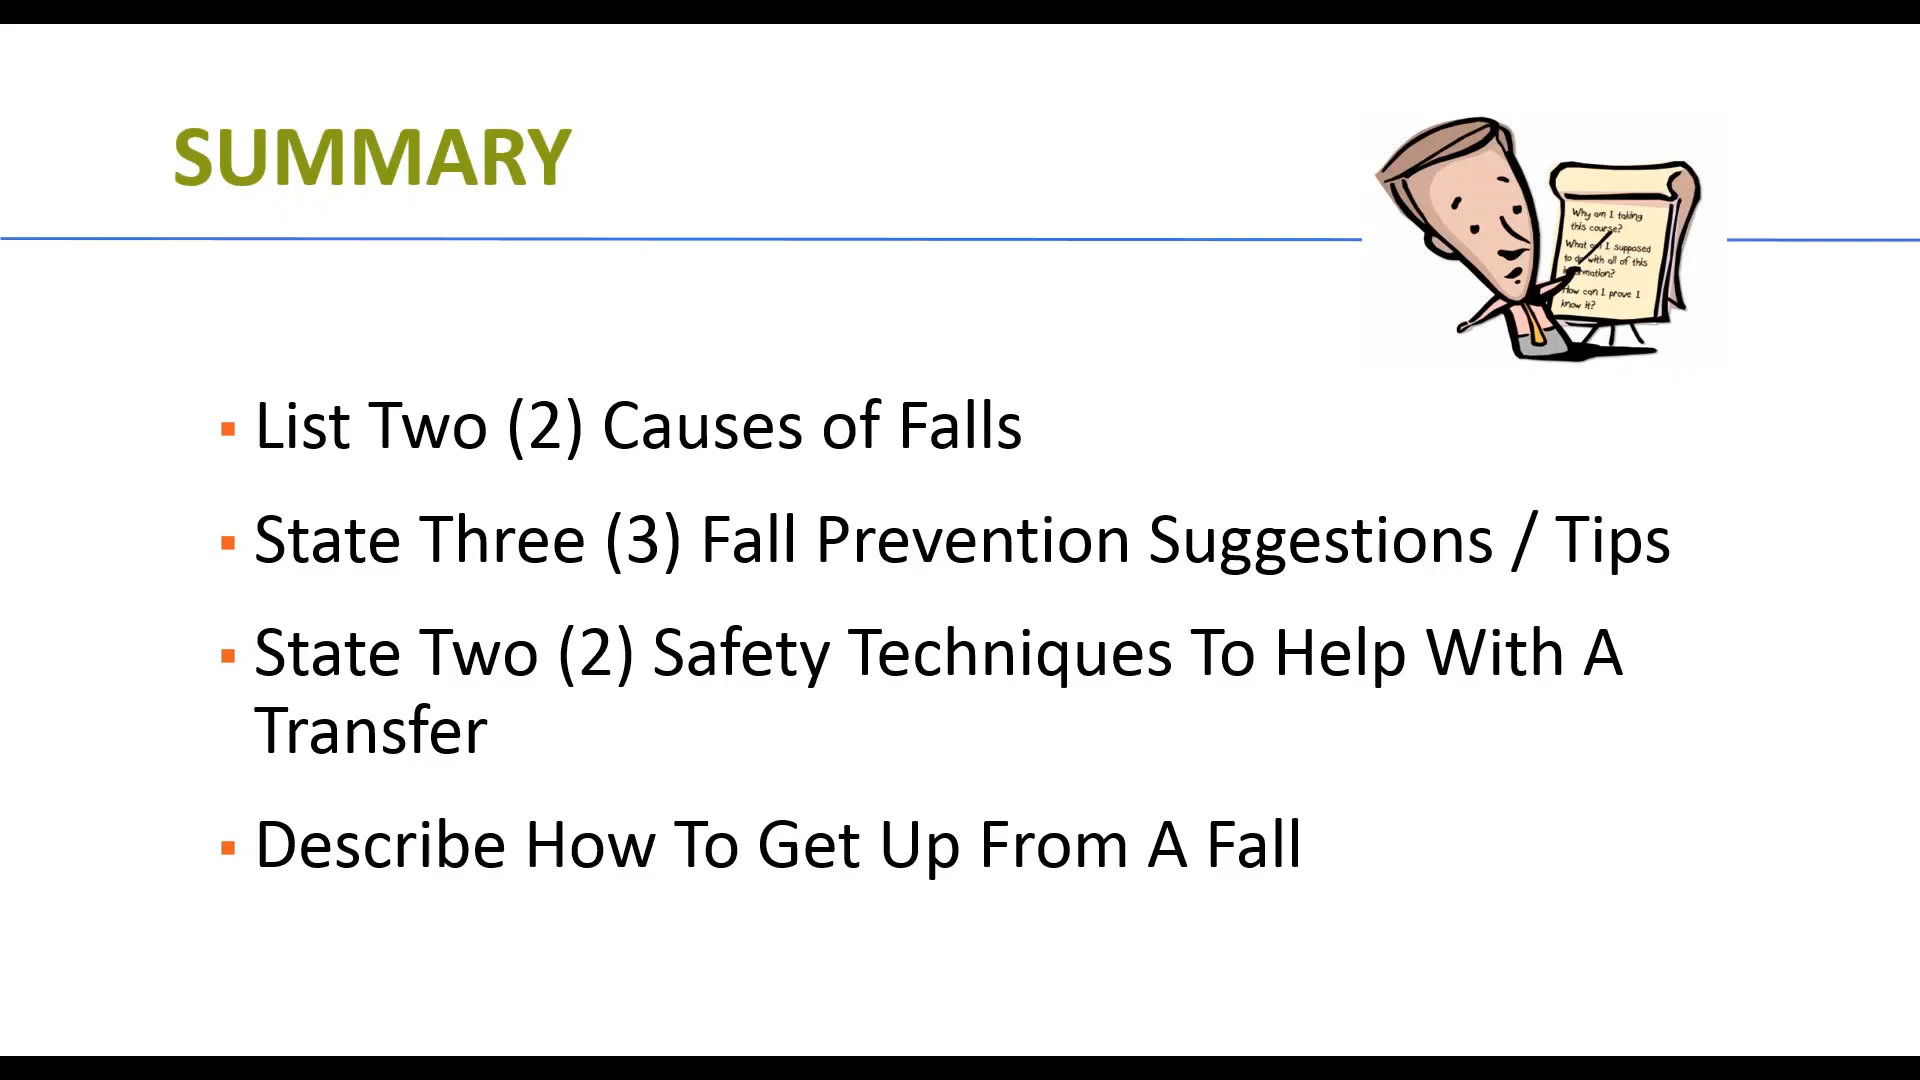 SUMMARY
Why am I taking
this course?
What am I supposed
to do with all of this
information?
How can I prove I
know it?
List Two (2) Causes of Falls
State Three (3) Fall Prevention Suggestions / Tips
State Two (2) Safety Techniques To Help With A
Transfer
Describe How To Get Up From A Fall